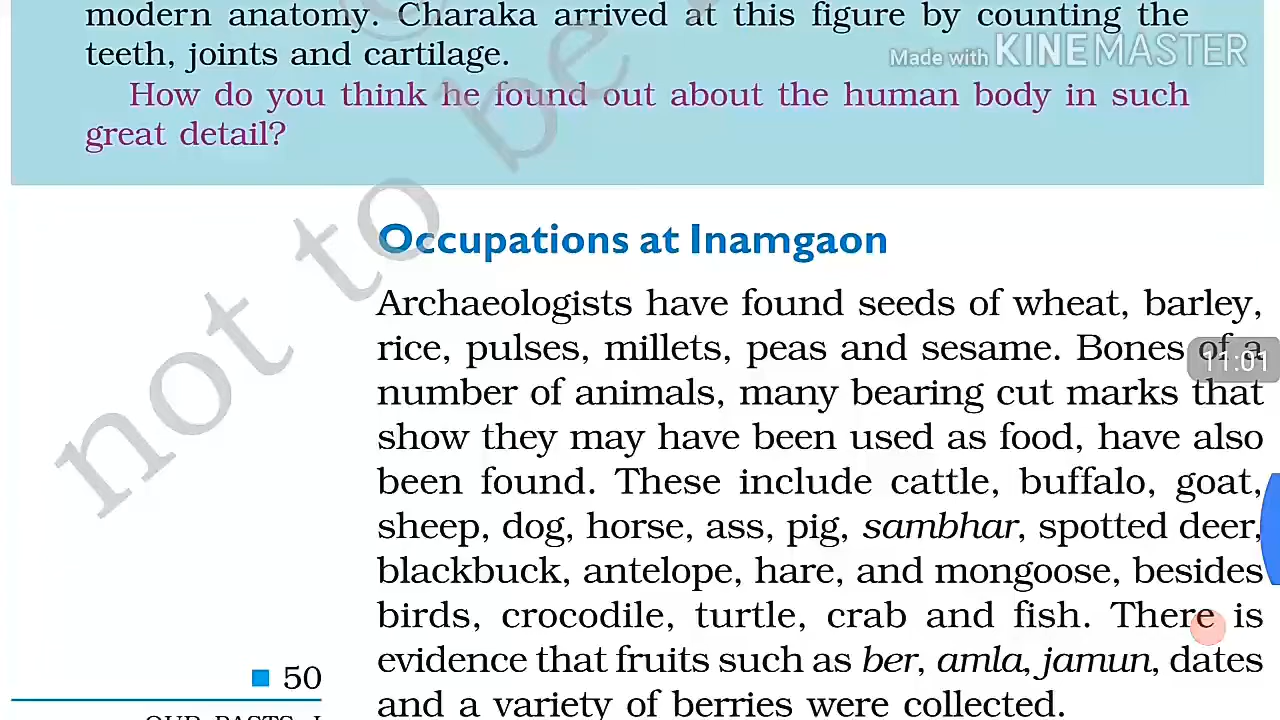 modern anatomy. Charaka arrived at this figure by counting the
teeth, joints and cartilage.
Made with KINEMASTER
How do you think he found out about the human body in such
great detail?
not to be
Occupations at Inamgaon
Archaeologists have found seeds of wheat, barley,
rice, pulses, millets, peas and sesame. Bones of a
11:01
number of animals, many bearing cut marks that
show they may have been used as food, have also
been found. These include cattle, buffalo, goat,
sheep, dog, horse, ass, pig, sambhar, spotted deer,
blackbuck, antelope, hare, and mongoose, besides
birds, crocodile, turtle, crab and fish. There is
evidence that fruits such as ber, amla, jamun, dates
and a variety of berries were collected.
50
OUR PASTS–I